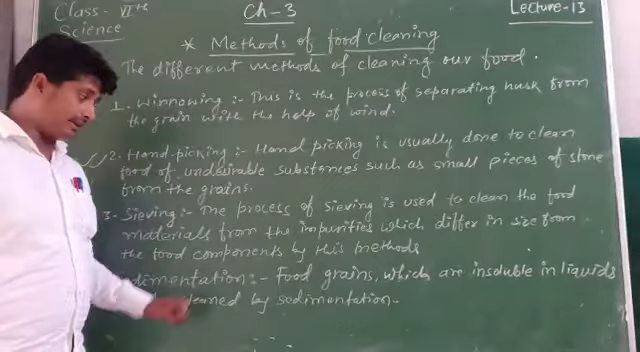 Class - VIth
Ch-3
Lecture-13
Science
* Methods of food cleaning
The different methods of cleaning our food.
1. Winnowing :- This is the process of separating husk from
the grain with the help of wind.
2. Hand-picking :- Hand picking is usually done to clean
food of undesirable substances such as small pieces of stone
from the grains.
3- Sieving :- The process of Sieving is used to clean the food
materials from the impurities which differ in size from
the food components by this methods
dimentation :- Food grains, which are insoluble in liquids
cleaned by sedimentation.